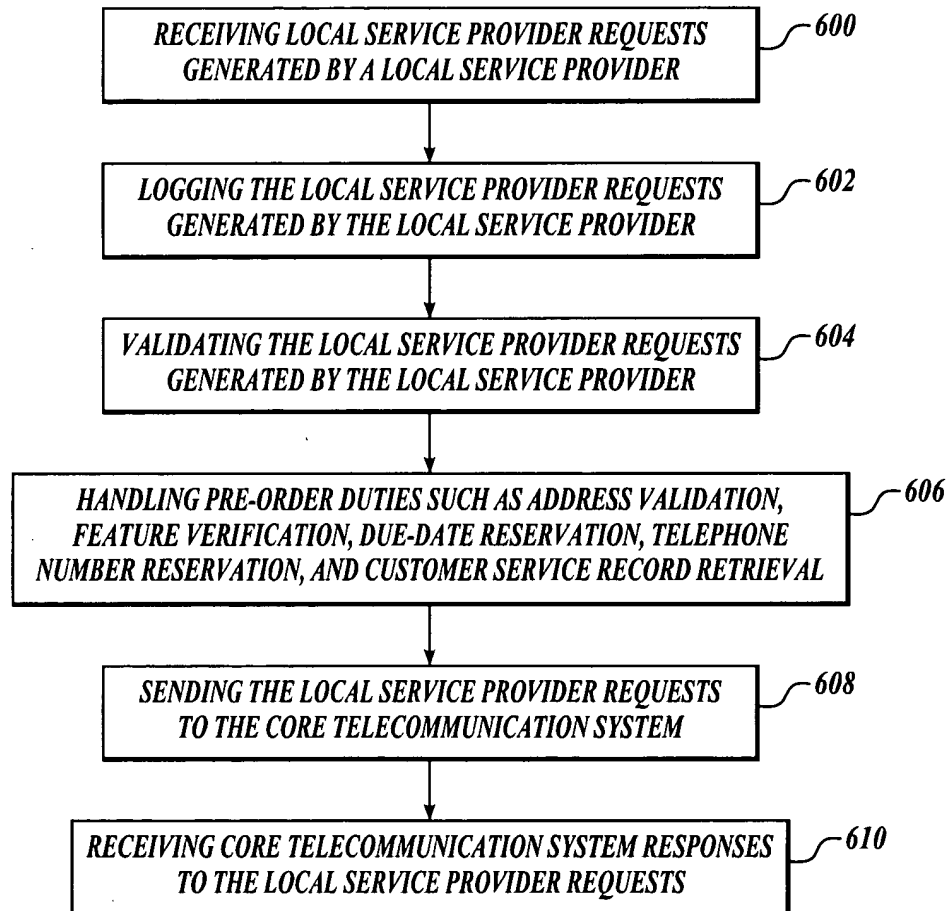 RECEIVING LOCAL SERVICE PROVIDER REQUESTS
GENERATED BY A LOCAL SERVICE PROVIDER
600
LOGGING THE LOCAL SERVICE PROVIDER REQUESTS
GENERATED BY THE LOCAL SERVICE PROVIDER
602
VALIDATING THE LOCAL SERVICE PROVIDER REQUESTS
GENERATED BY THE LOCAL SERVICE PROVIDER
604
HANDLING PRE-ORDER DUTIES SUCH AS ADDRESS VALIDATION,
FEATURE VERIFICATION, DUE-DATE RESERVATION, TELEPHONE
NUMBER RESERVATION, AND CUSTOMER SERVICE RECORD RETRIEVAL
606
SENDING THE LOCAL SERVICE PROVIDER REQUESTS
TO THE CORE TELECOMMUNICATION SYSTEM
608
RECEIVING CORE TELECOMMUNICATION SYSTEM RESPONSES
TO THE LOCAL SERVICE PROVIDER REQUESTS
610